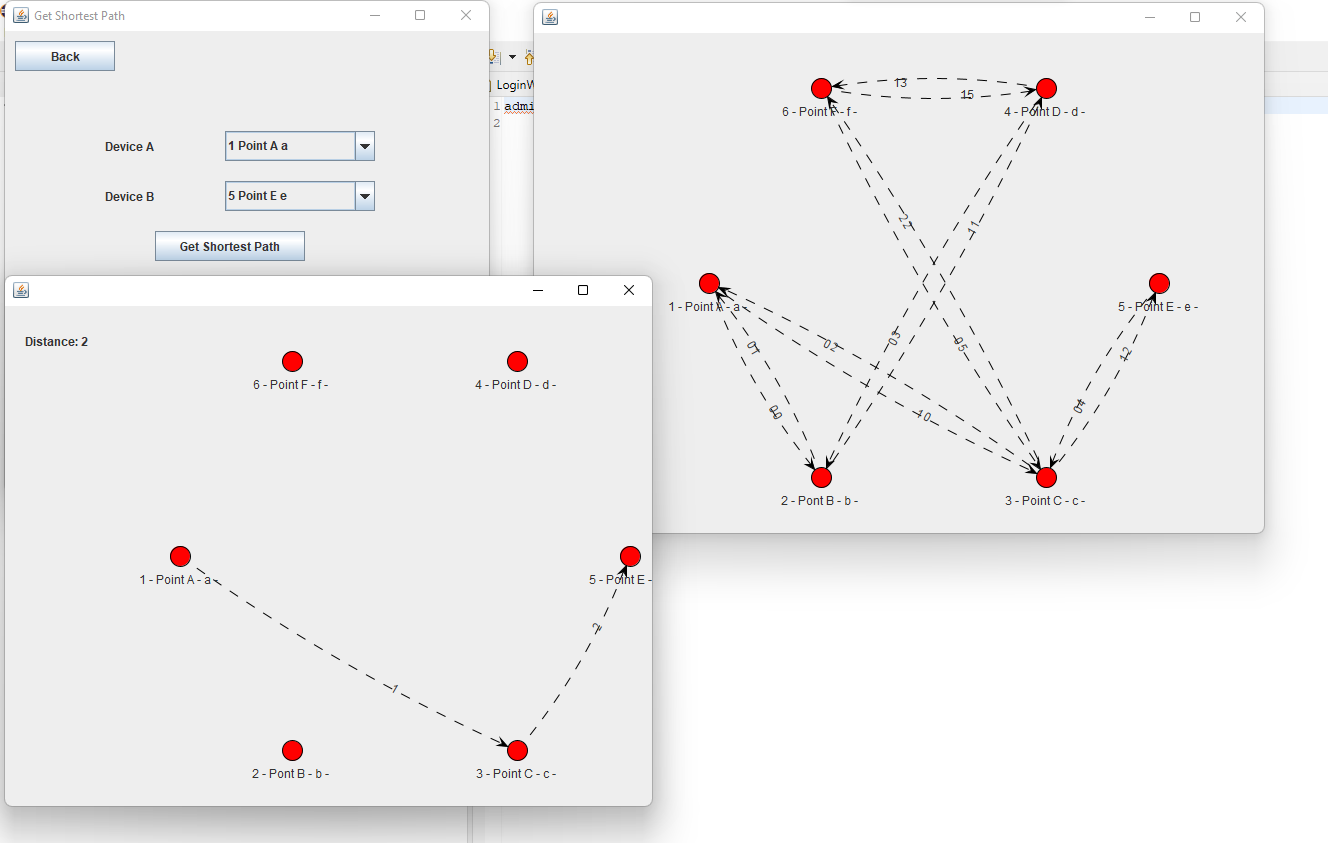 Get Shortest Path
Back
Device A
1 Point A a
Device B
5 Point E e
Get Shortest Path
LoginW
1 admi
2
13
15
6 - Point F - f -
4 - Point D - d -
22
11
1 - Point A - a -
5 - Point E - e -
01
02
03
05
12
00
10
04
2 - Pont B - b -
3 - Point C - c -
Distance: 2
6 - Point F - f -
4 - Point D - d -
1 - Point A - a -
5 - Point E -
2
1
2 - Pont B - b -
3 - Point C - c -